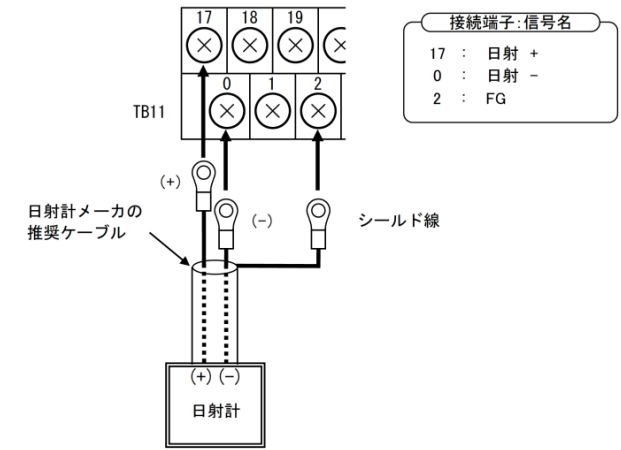 17 18 19
0 1 2
TB11
接続端子:信号名
17 : 日射 +
0 : 日射 −
2 : FG
(+)
(−)
シールド線
日射計メーカの
推奨ケーブル
(+) (−)
日射計